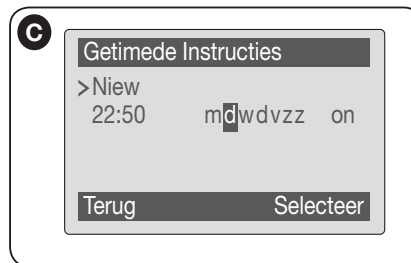 C
Getimede Instructies
>Niew
22:50 mdwdvzz on
Terug Selecteer